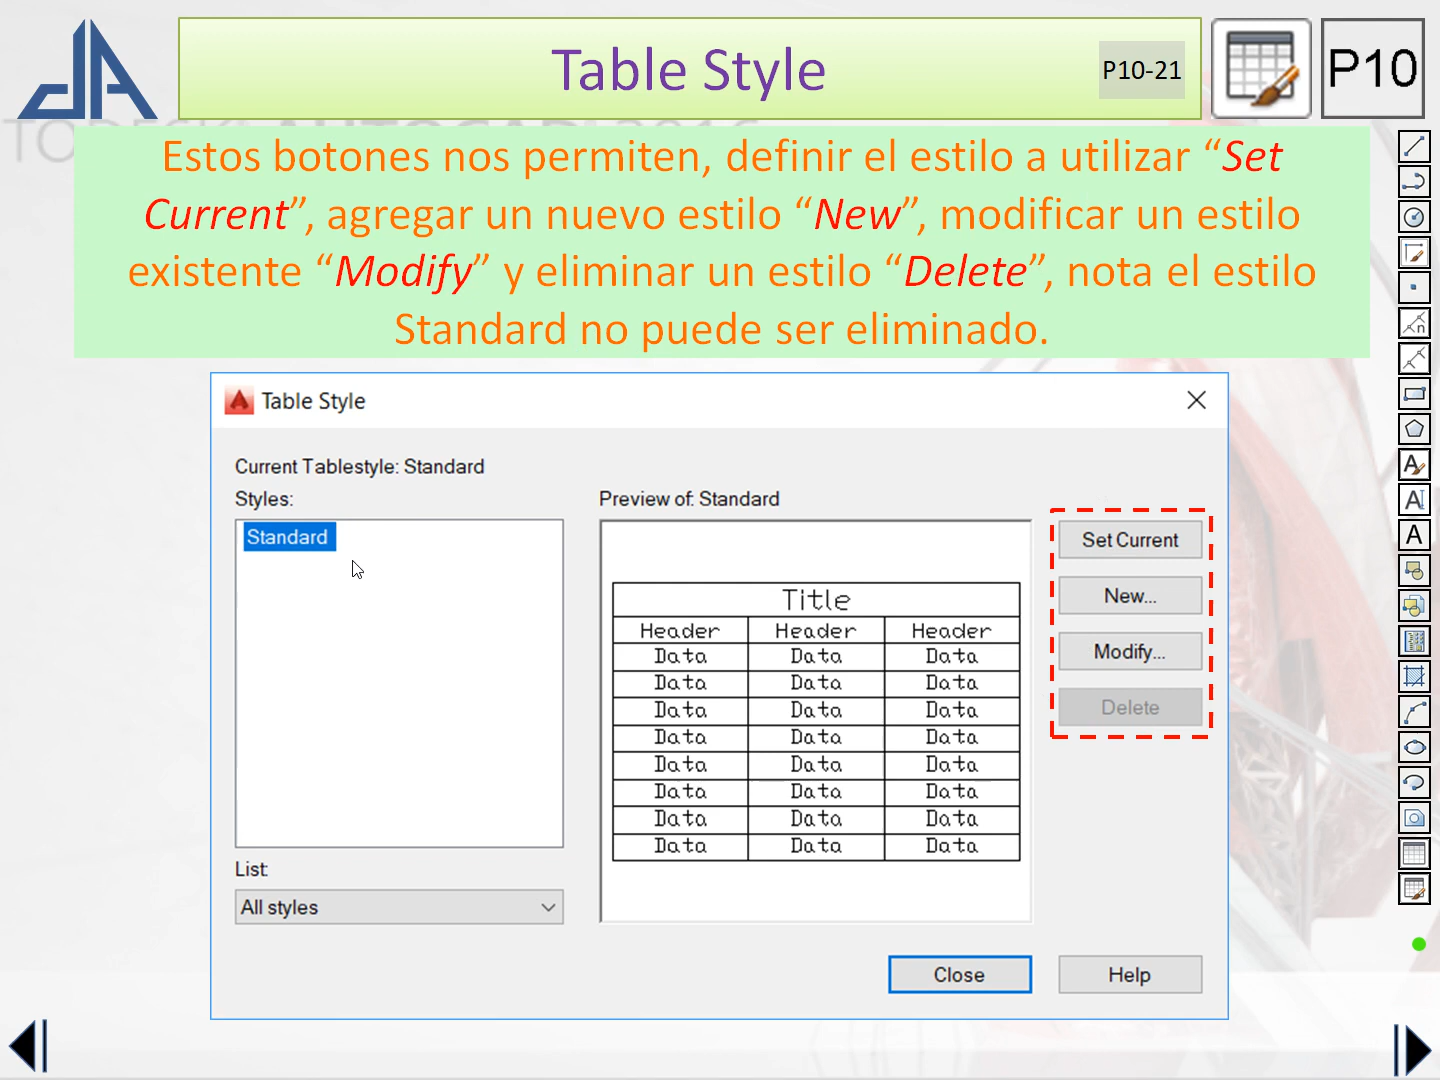 Table Style
P10-21
P10
Estos botones nos permiten, definir el estilo a utilizar “Set
Current”, agregar un nuevo estilo “New”, modificar un estilo
existente “Modify” y eliminar un estilo “Delete”, nota el estilo
Standard no puede ser eliminado.
Table Style
Current Tablestyle: Standard
Styles:
Preview of: Standard
Standard
Set Current
New...
Modify...
Delete
Title
Header Header Header
Data Data Data
Data Data Data
Data Data Data
Data Data Data
Data Data Data
Data Data Data
Data Data Data
Data Data Data
List:
All styles
Close
Help